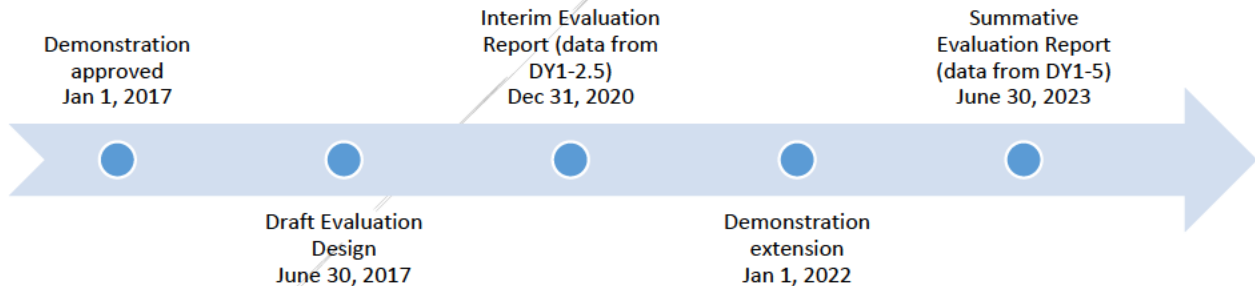 Demonstration
approved
Jan 1, 2017
Draft Evaluation
Design
June 30, 2017
Interim Evaluation
Report (data from
DY1-2.5)
Dec 31, 2020
Demonstration
extension
Jan 1, 2022
Summative
Evaluation Report
(data from DY1-5)
June 30, 2023